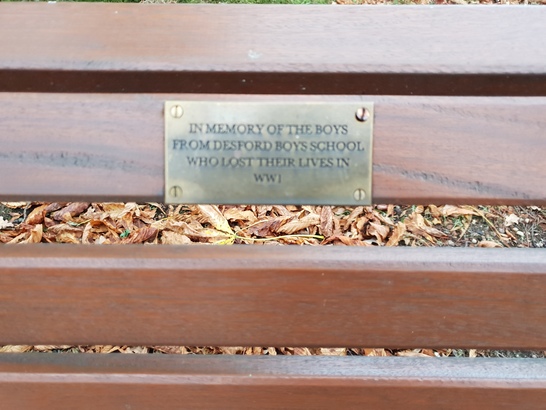 IN MEMORY OF THE BOYS
FROM DESFORD BOYS SCHOOL
WHO LOST THEIR LIVES IN
WW1